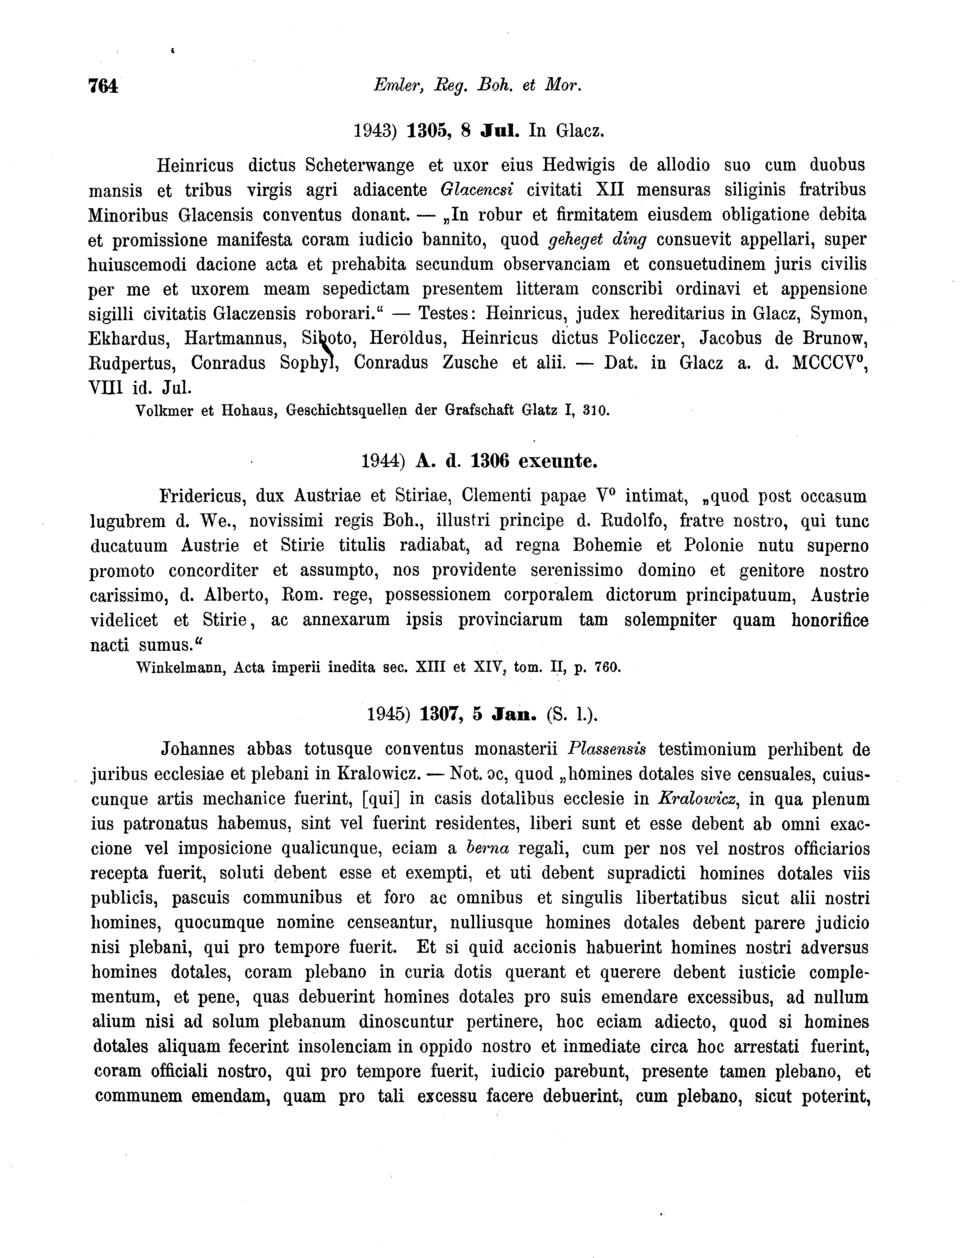 764 Emler, Reg. Boh. et Mor.
1943) 1305, 8 Jul. In Glacz.
Heinricus dictus Scheterwange et uxor eius Hedwigis de allodio suo cum duobus
mansis et tribus virgis agri adiacente Glacencsi civitati XII mensuras siliginis fratribus
Minoribus Glacensis conventus donant. — „In robur et firmitatem eiusdem obligatione debita
et promissione manifesta coram iudicio bannito, quod geheget ding consuevit appellari, super
huiuscemodi dacione acta et prehabita secundum observanciam et consuetudinem juris civilis
per me et uxorem meam sepedictam presentem litteram conscribi ordinavi et appensione
sigilli civitatis Glaczensis roborari.“ — Testes: Heinricus, judex hereditarius in Glacz, Symon,
Ekhardus, Hartmannus, Siboto, Heroldus, Heinricus dictus Policczer, Jacobus de Brunow,
Rudpertus, Conradus Sophyl, Conradus Zusche et alii. — Dat. in Glacz a. d. MCCCV⁰,
VIII id. Jul.
Volkmer et Hohaus, Geschichtsquellen der Grafschaft Glatz I, 310.
1944) A. d. 1306 exeunte.
Fridericus, dux Austriae et Stiriae, Clementi papae V⁰ intimat, „quod post occasum
lugubrem d. We., novissimi regis Boh., illustri principe d. Rudolfo, fratre nostro, qui tunc
ducatuum Austrie et Stirie titulis radiabat, ad regna Bohemie et Polonie nutu superno
promoto concorditer et assumpto, nos providente serenissimo domino et genitore nostro
carissimo, d. Alberto, Rom. rege, possessionem corporalem dictorum principatuum, Austrie
videlicet et Stirie, ac annexarum ipsis provinciarum tam solempniter quam honorifice
nacti sumus.“
Winkelmann, Acta imperii inedita sec. XIII et XIV, tom. II, p. 760.
1945) 1307, 5 Jan. (S. l.).
Johannes abbas totusque conventus monasterii Plassensis testimonium perhibent de
juribus ecclesiae et plebani in Kralowicz. — Not. ɔc, quod „homines dotales sive censuales, cuius-
cunque artis mechanice fuerint, [qui] in casis dotalibus ecclesie in Kralowicz, in qua plenum
ius patronatus habemus, sint vel fuerint residentes, liberi sunt et esse debent ab omni exac-
cione vel imposicione qualicunque, eciam a berna regali, cum per nos vel nostros officiarios
recepta fuerit, soluti debent esse et exempti, et uti debent supradicti homines dotales viis
publicis, pascuis communibus et foro ac omnibus et singulis libertatibus sicut alii nostri
homines, quocumque nomine censeantur, nulliusque homines dotales debent parere judicio
nisi plebani, qui pro tempore fuerit. Et si quid accionis habuerint homines nostri adversus
homines dotales, coram plebano in curia dotis querant et querere debent iusticie comple-
mentum, et pene, quas debuerint homines dotales pro suis emendare excessibus, ad nullum
alium nisi ad solum plebanum dinoscuntur pertinere, hoc eciam adiecto, quod si homines
dotales aliquam fecerint insolenciam in oppido nostro et inmediate circa hoc arrestati fuerint,
coram officiali nostro, qui pro tempore fuerit, iudicio parebunt, presente tamen plebano, et
communem emendam, quam pro tali excessu facere debuerint, cum plebano, sicut poterint,